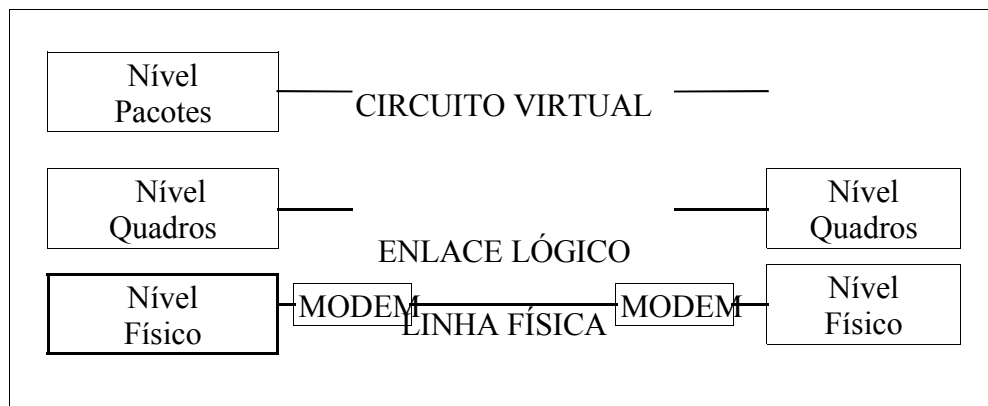 Nível
Pacotes
CIRCUITO VIRTUAL
Nível
Quadros
Nível
Quadros
ENLACE LÓGICO
Nível
Físico
MODEM
LINHA FÍSICA
MODEM
Nível
Físico